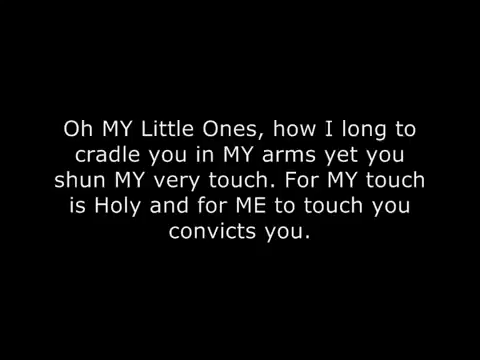 Oh MY Little Ones, how I long to
cradle you in MY arms yet you
shun MY very touch. For MY touch
is Holy and for ME to touch you
convicts you.